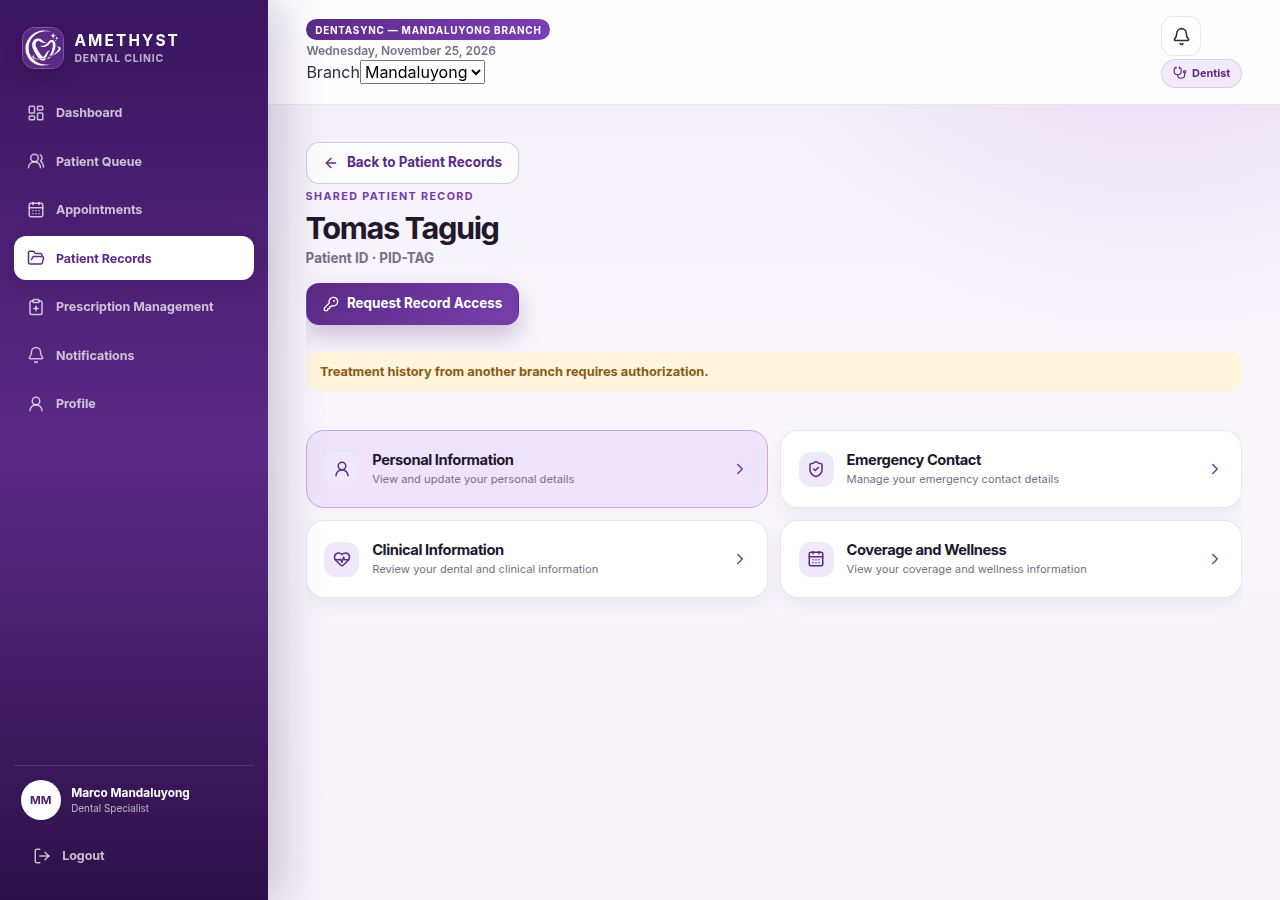 AMETHYST
DENTAL CLINIC
Dashboard
Patient Queue
Appointments
Patient Records
Prescription Management
Notifications
Profile
MM
Marco Mandaluyong
Dental Specialist
Logout
DENTASYNC — MANDALUYONG BRANCH
Wednesday, November 25, 2026
Branch Mandaluyong
Dentist
Back to Patient Records
SHARED PATIENT RECORD
Tomas Taguig
Patient ID · PID-TAG
Request Record Access
Treatment history from another branch requires authorization.
Personal Information
View and update your personal details
Emergency Contact
Manage your emergency contact details
Clinical Information
Review your dental and clinical information
Coverage and Wellness
View your coverage and wellness information